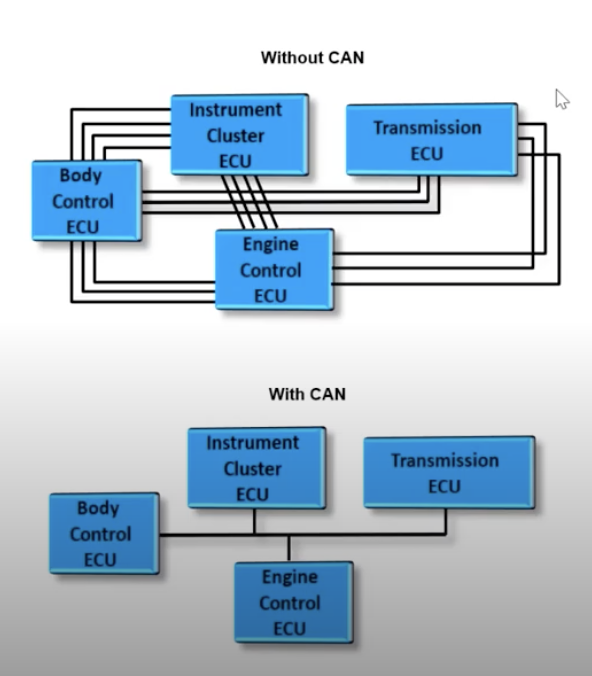 Without CAN
Instrument
Cluster
ECU
Transmission
ECU
Body
Control
ECU
Engine
Control
ECU
With CAN
Instrument
Cluster
ECU
Transmission
ECU
Body
Control
ECU
Engine
Control
ECU